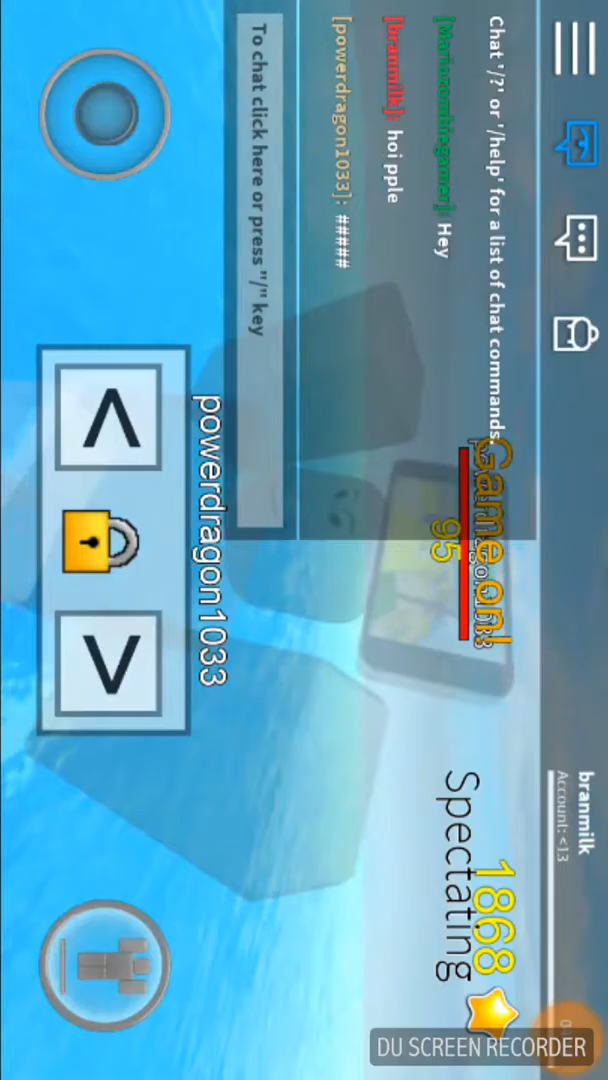 Chat '/?' or '/help' for a list of chat commands.
[Mariozombiegamer]: Hey
[branmilk]: hoi pple
[powerdragon1033]: #####
To chat click here or press "/" key
branmilk
Account: <13
Game on!
95
1868
Spectating
powerdragon1033
< >
DU SCREEN RECORDER